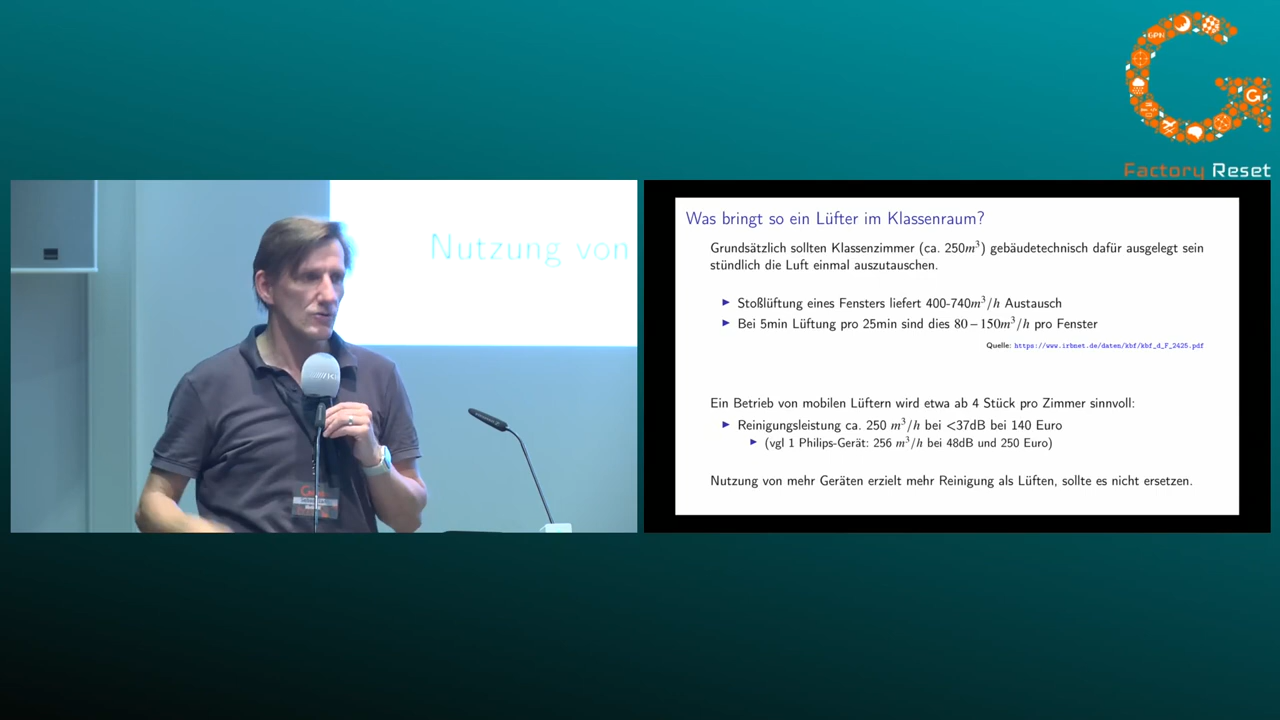 GPN
G
Factory Reset
Nutzung von
Was bringt so ein Lüfter im Klassenraum?
Grundsätzlich sollten Klassenzimmer (ca. 250m³) gebäudetechnisch dafür ausgelegt sein
stündlich die Luft einmal auszutauschen.
▶ Stoßlüftung eines Fensters liefert 400-740m³/h Austausch
▶ Bei 5min Lüftung pro 25min sind dies 80 – 150m³/h pro Fenster
Quelle: https://www.irbnet.de/daten/kbf/kbf_d_F_2425.pdf
Ein Betrieb von mobilen Lüftern wird etwa ab 4 Stück pro Zimmer sinnvoll:
▶ Reinigungsleistung ca. 250 m³/h bei <37dB bei 140 Euro
▶ (vgl 1 Philips-Gerät: 256 m³/h bei 48dB und 250 Euro)
Nutzung von mehr Geräten erzielt mehr Reinigung als Lüften, sollte es nicht ersetzen.